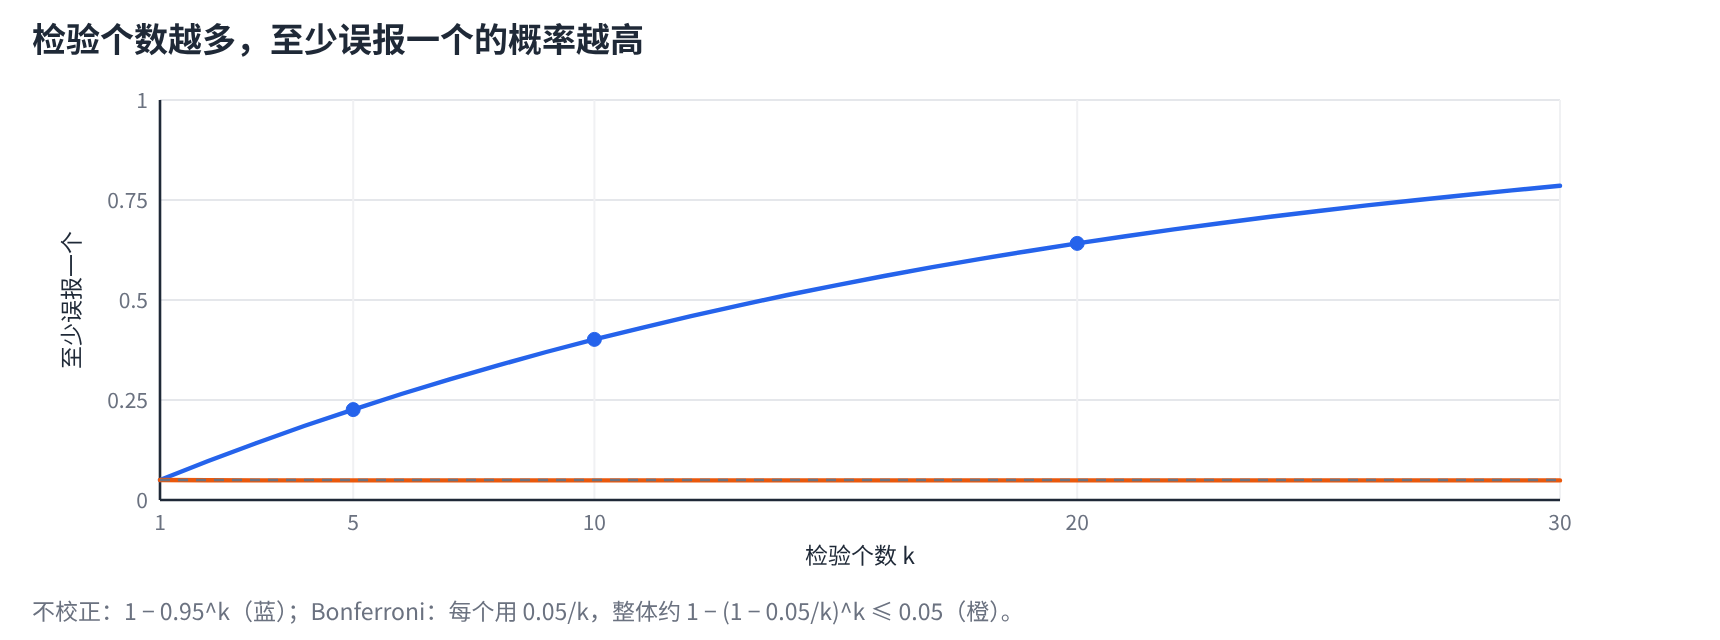 检验个数越多，至少误报一个的概率越高
1
0.75
0.5
0.25
0
至少误报一个
1 5 10 20 30
检验个数 k
不校正：1 − 0.95^k（蓝）；Bonferroni：每个用 0.05/k，整体约 1 − (1 − 0.05/k)^k ≤ 0.05（橙）。